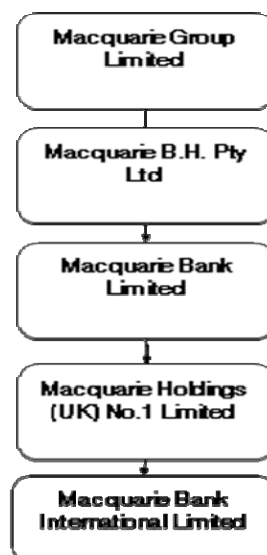 Macquarie Group
Limited
Macquarie B.H. Pty
Ltd
Macquarie Bank
Limited
Macquarie Holdings
(UK) No.1 Limited
Macquarie Bank
International Limited